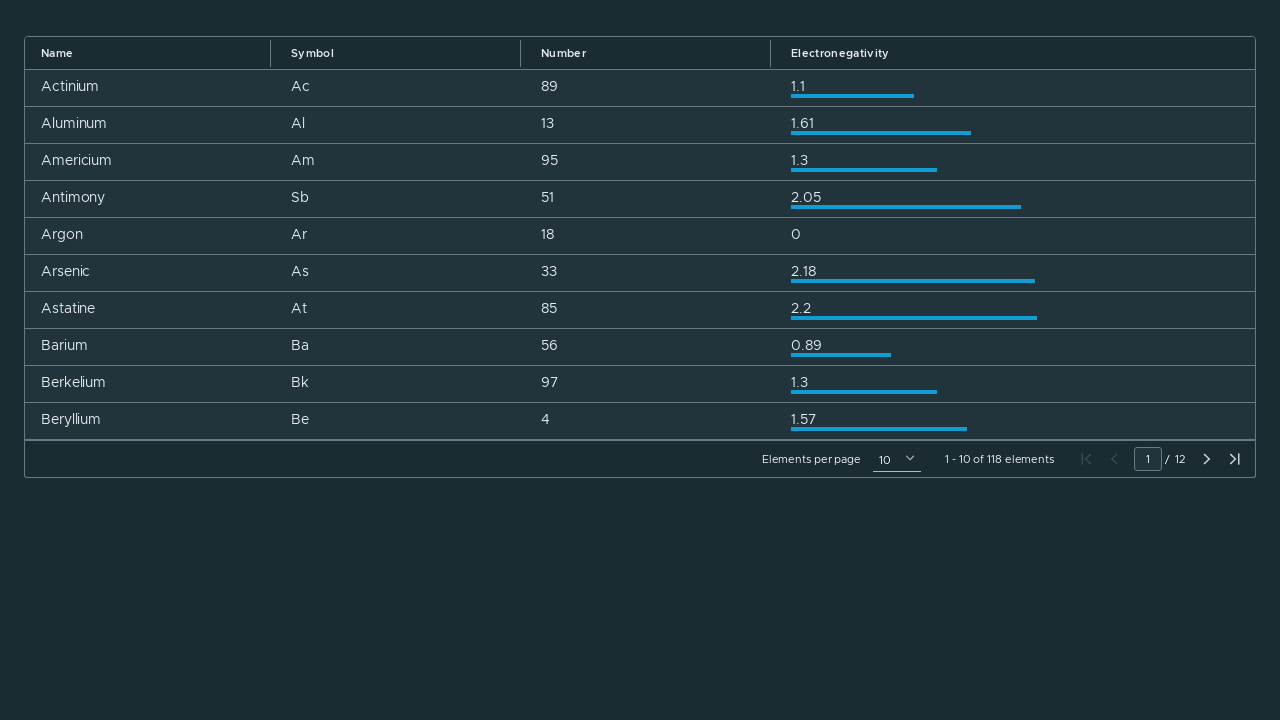 Name Symbol Number Electronegativity
Actinium Ac 89 1.1
Aluminum Al 13 1.61
Americium Am 95 1.3
Antimony Sb 51 2.05
Argon Ar 18 0
Arsenic As 33 2.18
Astatine At 85 2.2
Barium Ba 56 0.89
Berkelium Bk 97 1.3
Beryllium Be 4 1.57
Elements per page 10 1 - 10 of 118 elements 1 / 12